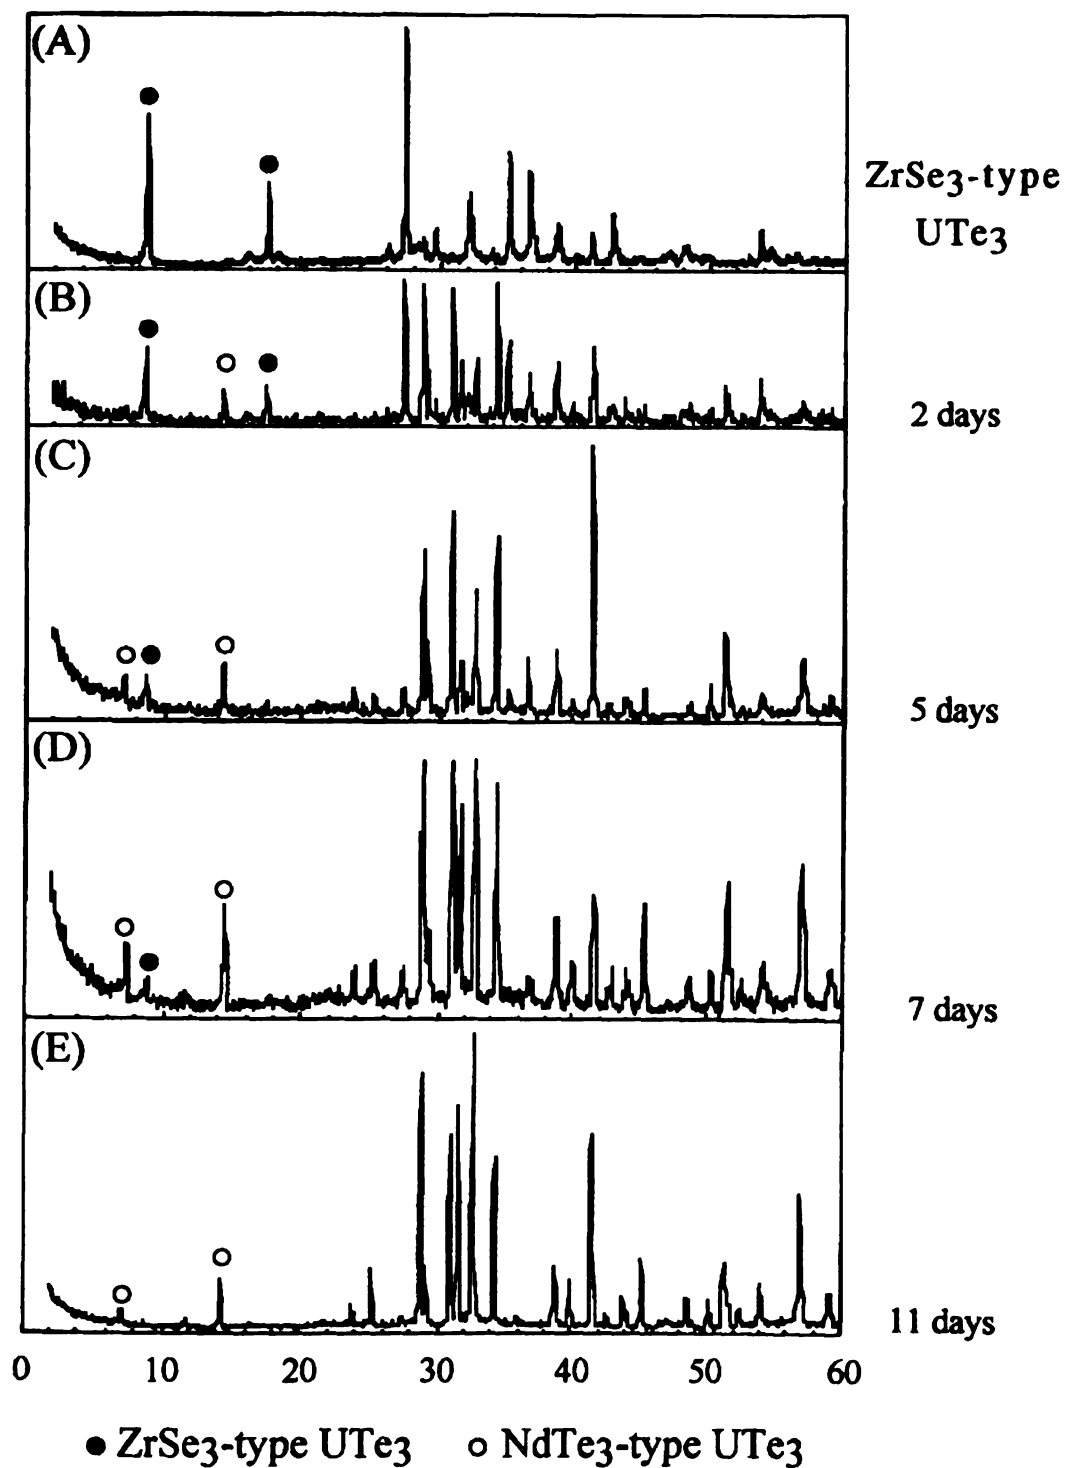 (A)
ZrSe3-type
UTe3
(B)
2 days
(C)
5 days
(D)
7 days
(E)
11 days
0 10 20 30 40 50 60
● ZrSe3-type UTe3 ○ NdTe3-type UTe3